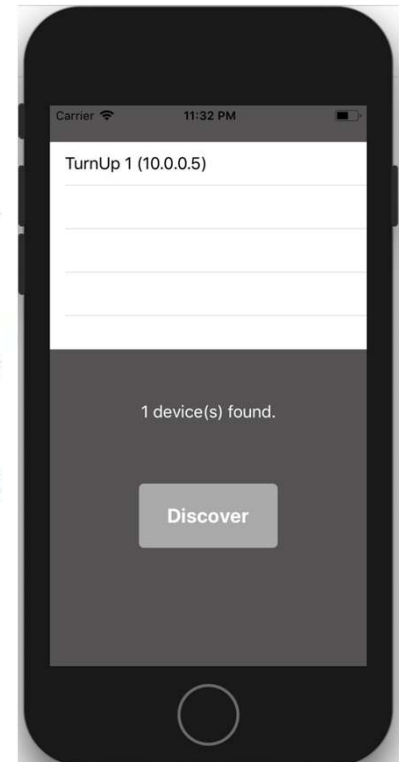 Carrier 11:32 PM
TurnUp 1 (10.0.0.5)
1 device(s) found.
Discover